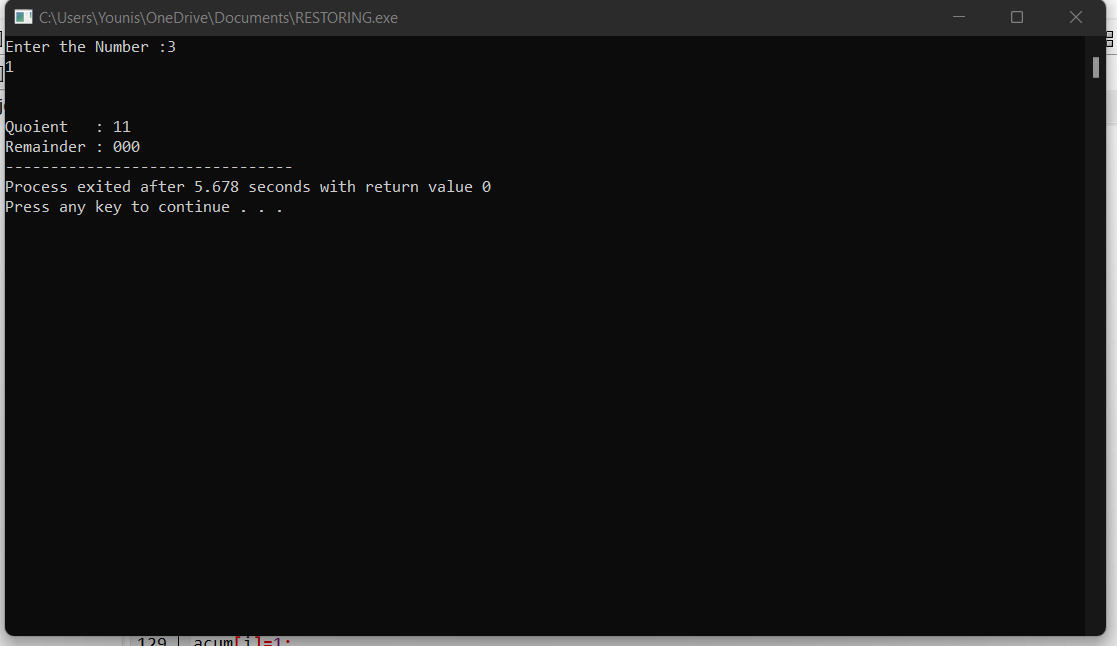 C:\Users\Younis\OneDrive\Documents\RESTORING.exe
Enter the Number :3
1
Quoient   : 11
Remainder : 000
--------------------------------
Process exited after 5.678 seconds with return value 0
Press any key to continue . . .
129 acum[i]=1;